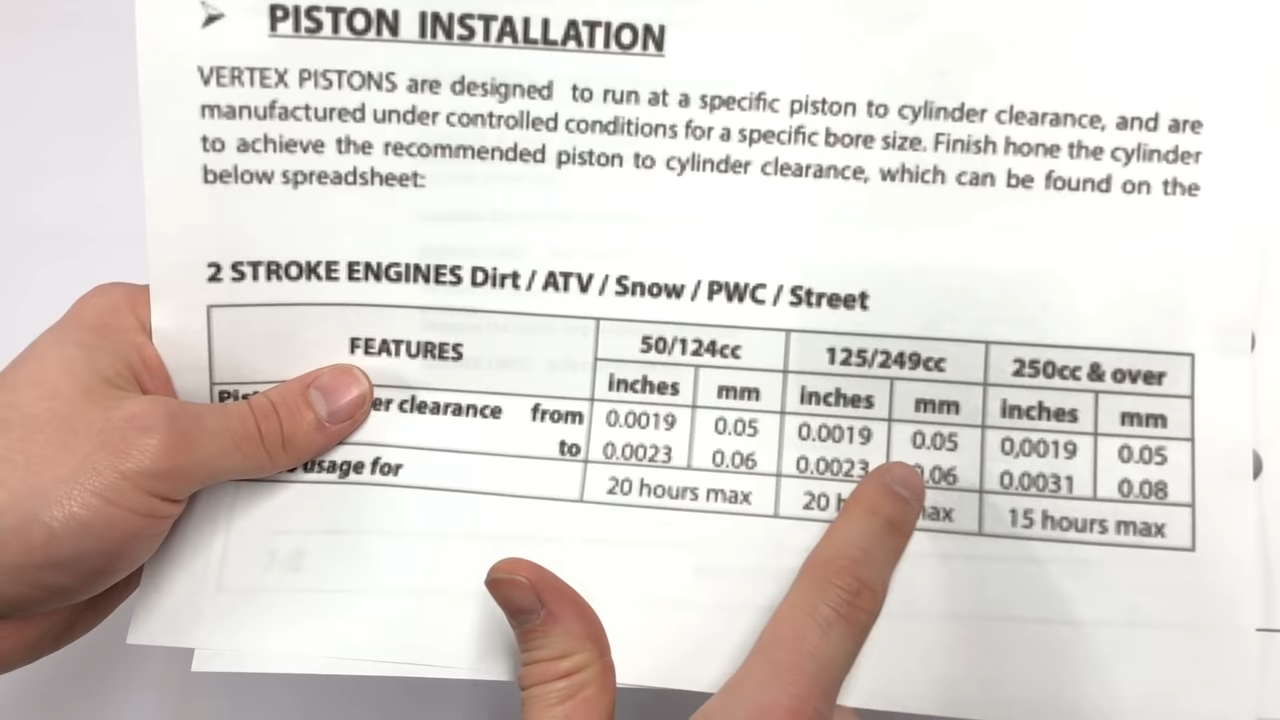 ➤ PISTON INSTALLATION
VERTEX PISTONS are designed to run at a specific piston to cylinder clearance, and are
manufactured under controlled conditions for a specific bore size. Finish hone the cylinder
to achieve the recommended piston to cylinder clearance, which can be found on the
below spreadsheet:
2 STROKE ENGINES Dirt / ATV / Snow / PWC / Street
FEATURES 50/124cc 125/249cc 250cc & over
inches mm inches mm inches mm
clearance from 0.0019 0.05 0.0019 0.05 0,0019 0.05
to 0.0023 0.06 0.0023 0.06 0.0031 0.08
usage for 20 hours max 20 15 hours max